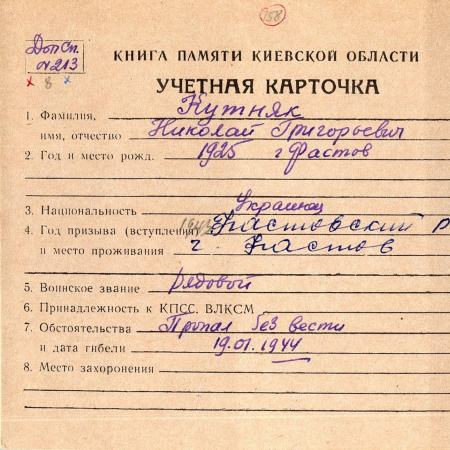 158
Доп Сп.
№213
х 8 х
КНИГА ПАМЯТИ КИЕВСКОЙ ОБЛАСТИ
УЧЕТНАЯ КАРТОЧКА
1. Фамилия, Кутняк
имя, отчество Николай Григорьевич
2. Год и место рожд. 1925 г Фастов
3. Национальность Украинец
4. Год призыва (вступления) 1943 Фастовский Р
и место проживания г. Фастов
5. Воинское звание рядовой
6. Принадлежность к КПСС, ВЛКСМ
7. Обстоятельства Пропал без вести
и дата гибели 19.01.1944
8. Место захоронения